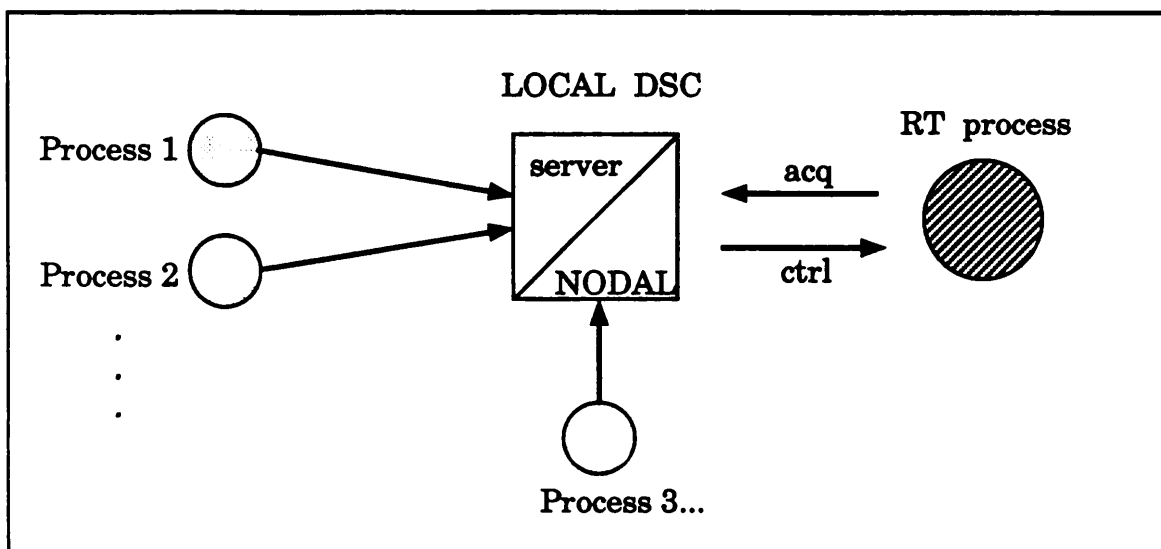 LOCAL DSC
RT process
Process 1
server
acq
Process 2
NODAL
ctrl
Process 3...